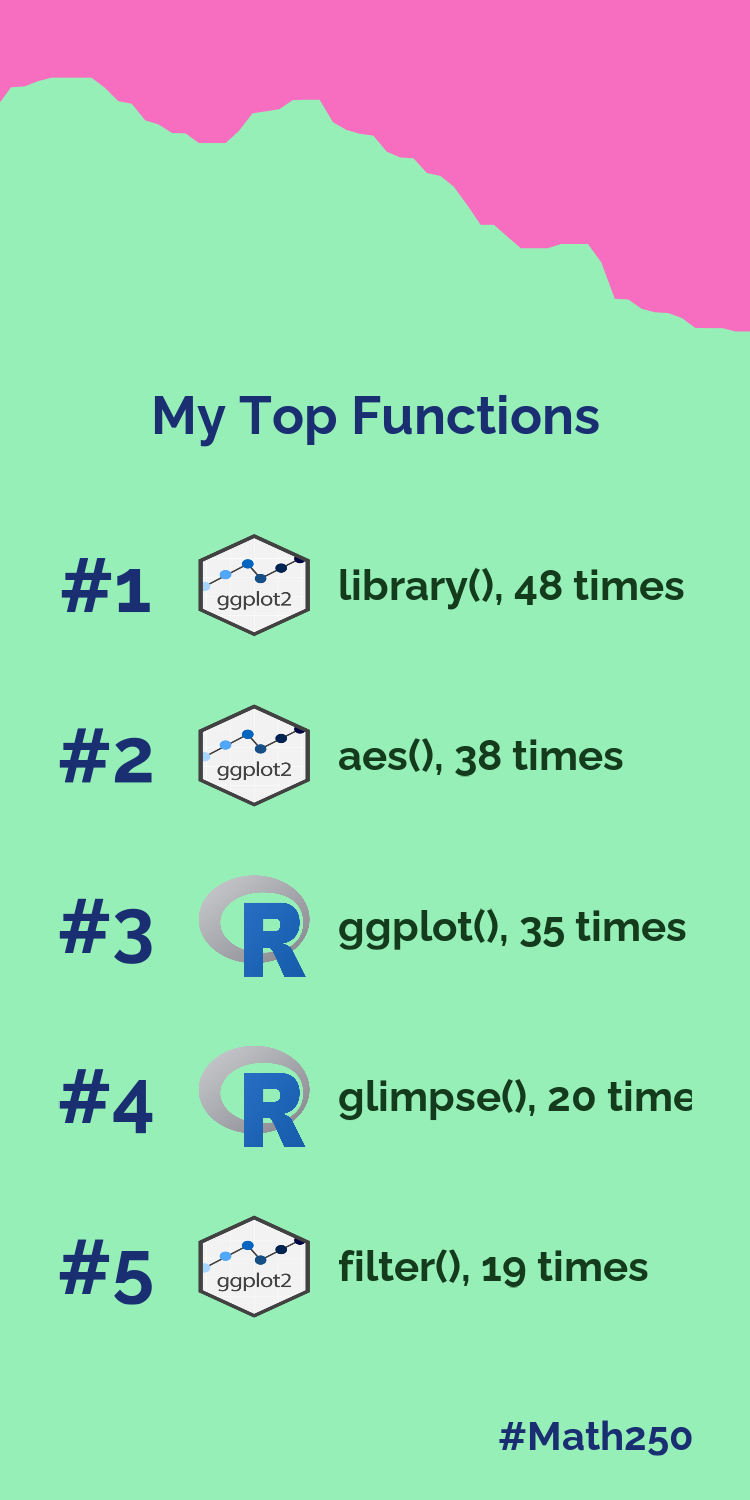 My Top Functions
#1 ggplot2 library(), 48 times
#2 ggplot2 aes(), 38 times
#3 R ggplot(), 35 times
#4 R glimpse(), 20 time
#5 ggplot2 filter(), 19 times
#Math250